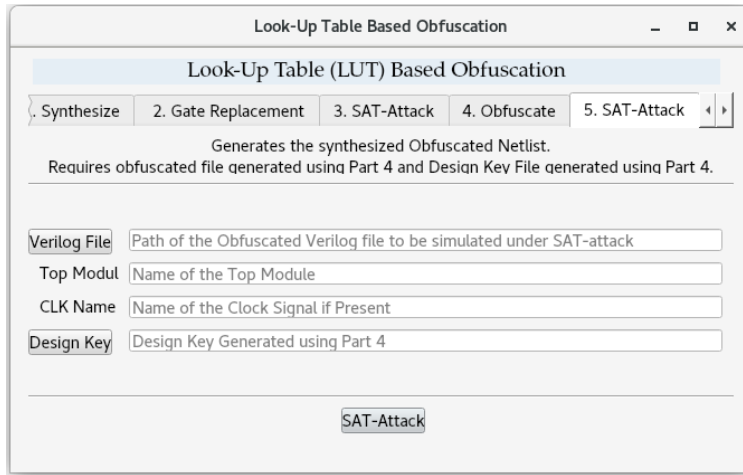 Look-Up Table Based Obfuscation
Look-Up Table (LUT) Based Obfuscation
. Synthesize 2. Gate Replacement 3. SAT-Attack 4. Obfuscate 5. SAT-Attack
Generates the synthesized Obfuscated Netlist.
Requires obfuscated file generated using Part 4 and Design Key File generated using Part 4.
Verilog File Path of the Obfuscated Verilog file to be simulated under SAT-attack
Top Modul Name of the Top Module
CLK Name Name of the Clock Signal if Present
Design Key Design Key Generated using Part 4
SAT-Attack